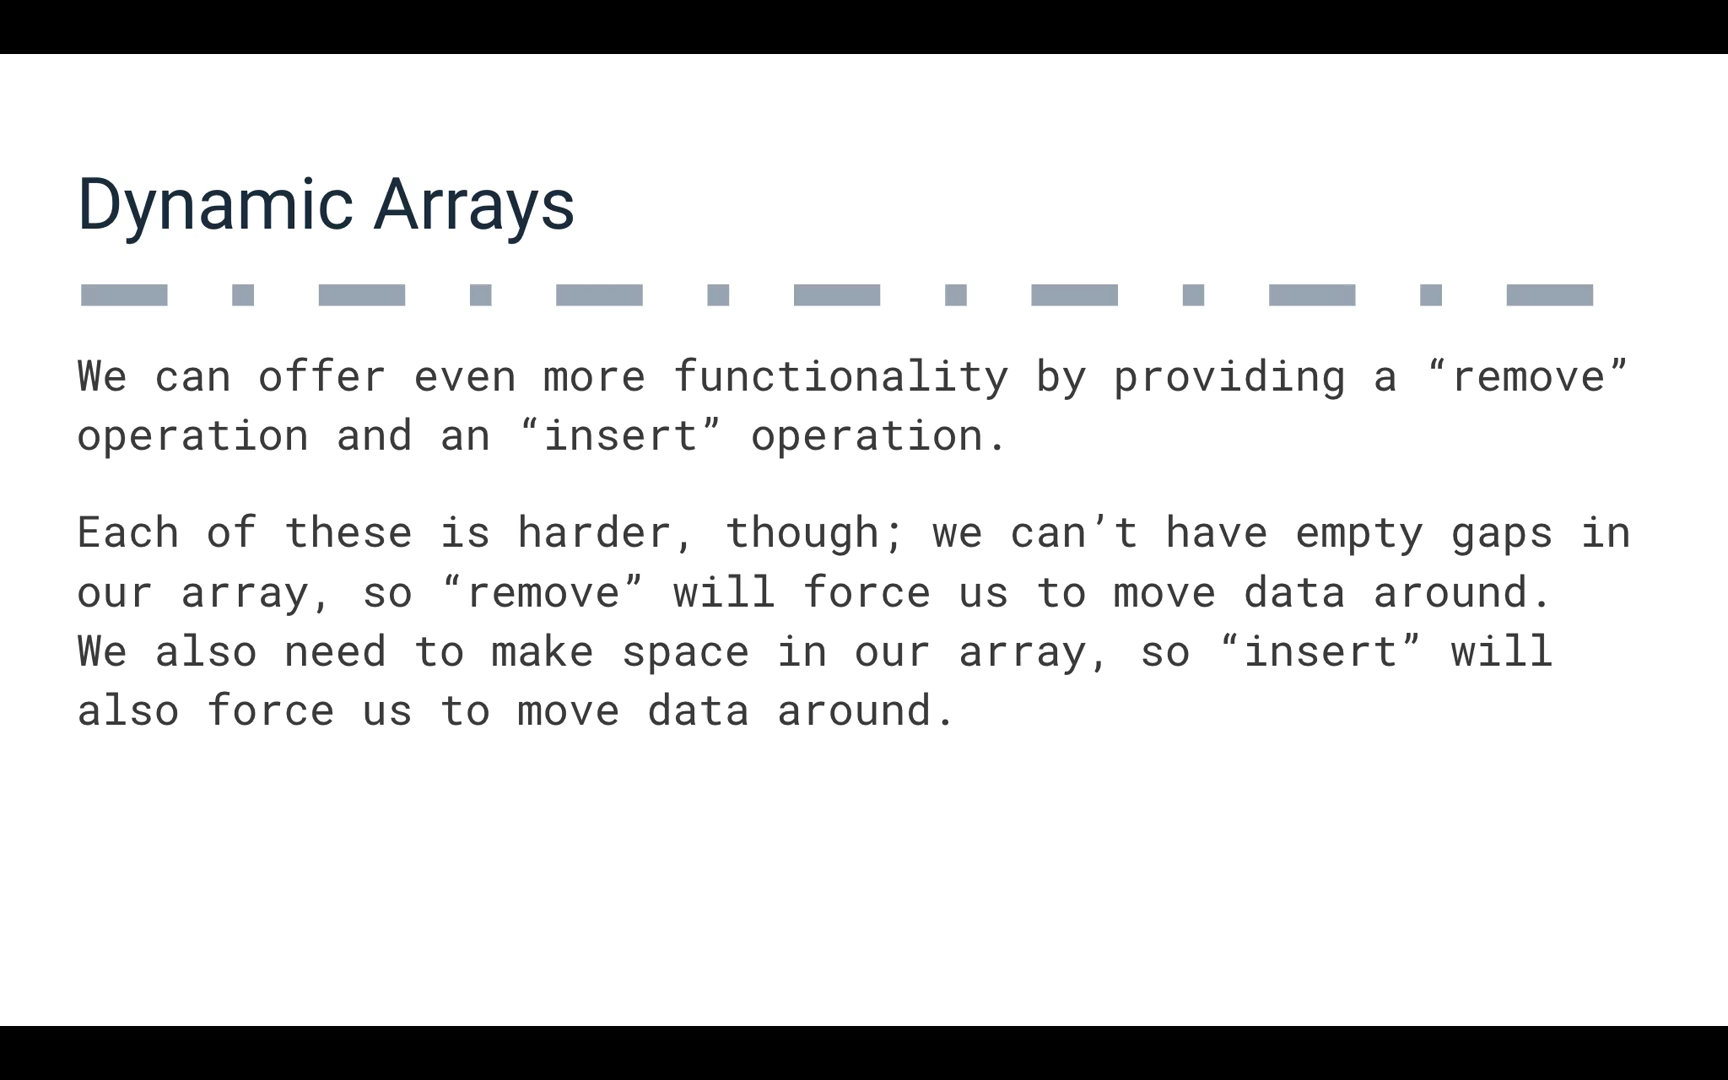 Dynamic Arrays
We can offer even more functionality by providing a “remove”
operation and an “insert” operation.
Each of these is harder, though; we can’t have empty gaps in
our array, so “remove” will force us to move data around.
We also need to make space in our array, so “insert” will
also force us to move data around.